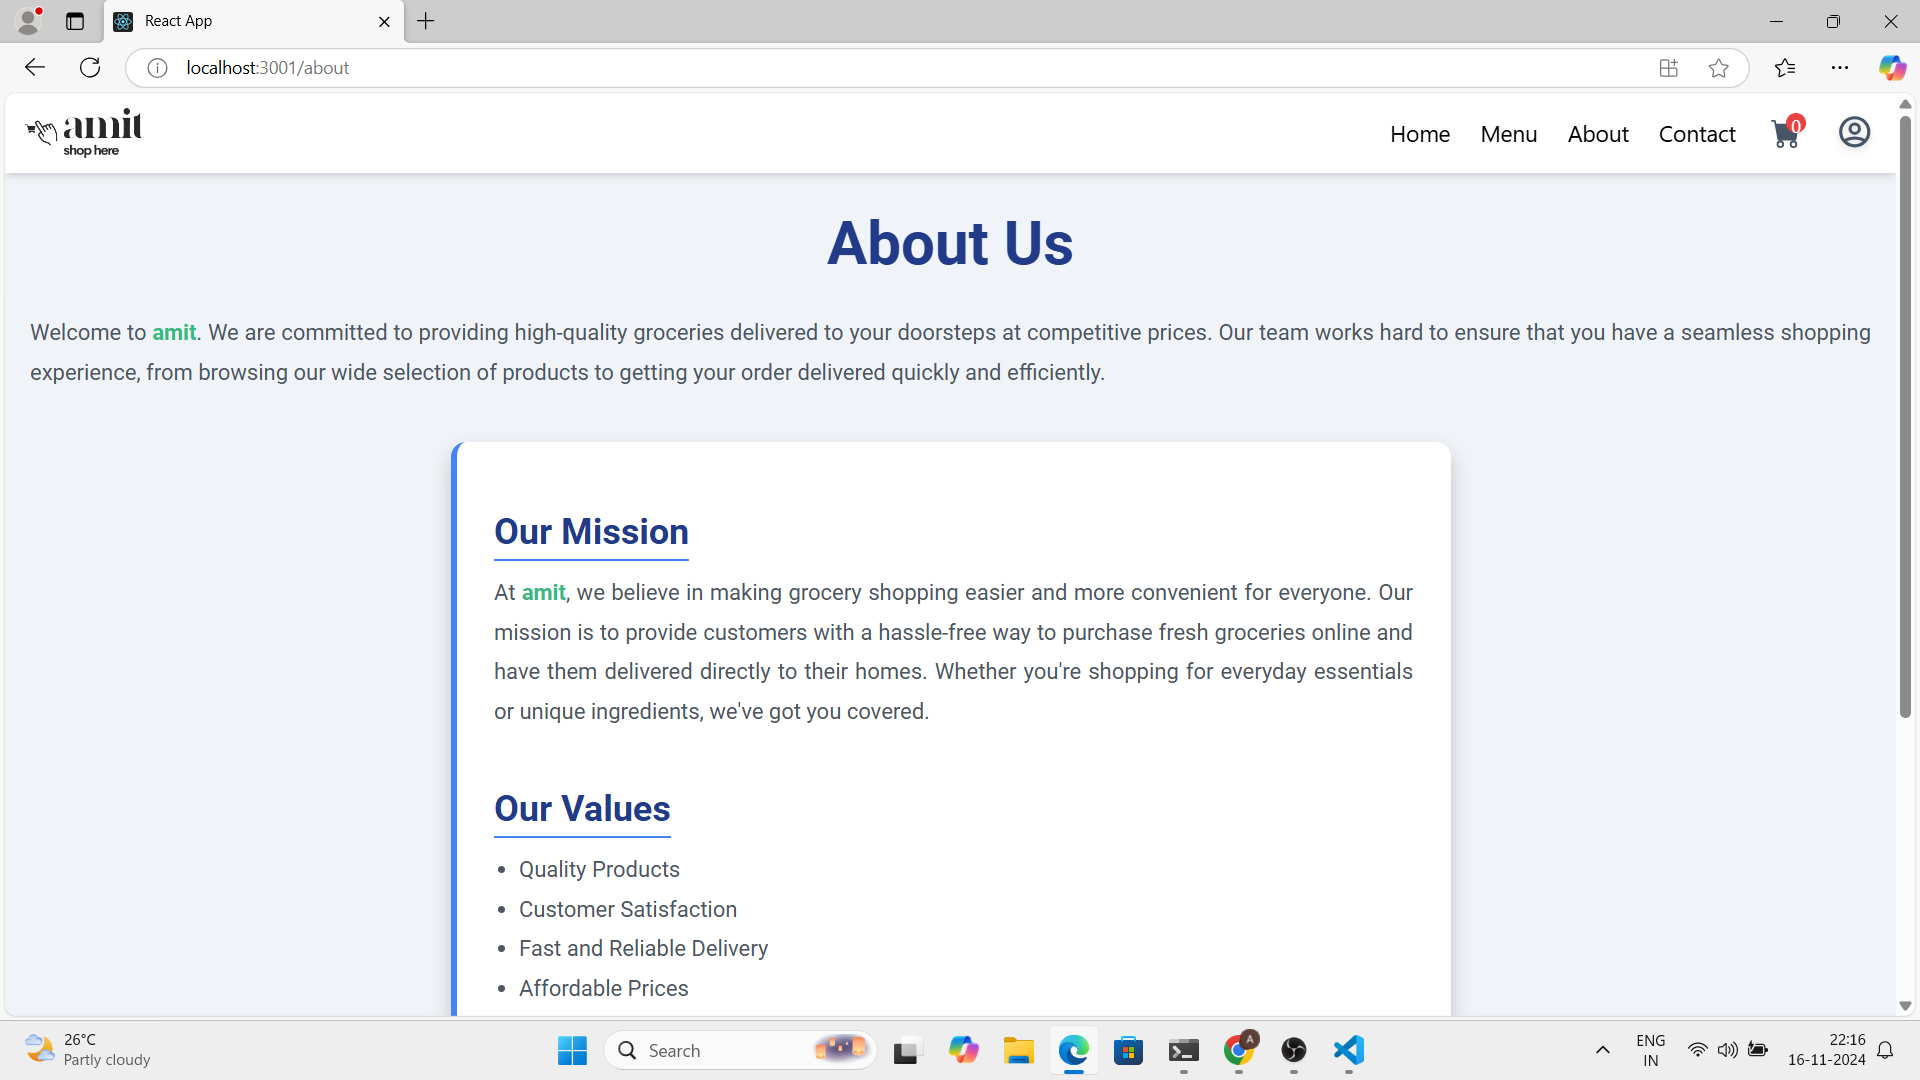 React App
localhost:3001/about
amit
shop here
Home Menu About Contact 0
About Us
Welcome to amit. We are committed to providing high-quality groceries delivered to your doorsteps at competitive prices. Our team works hard to ensure that you have a seamless shopping
experience, from browsing our wide selection of products to getting your order delivered quickly and efficiently.
Our Mission
At amit, we believe in making grocery shopping easier and more convenient for everyone. Our
mission is to provide customers with a hassle-free way to purchase fresh groceries online and
have them delivered directly to their homes. Whether you're shopping for everyday essentials
or unique ingredients, we've got you covered.
Our Values
• Quality Products
• Customer Satisfaction
• Fast and Reliable Delivery
• Affordable Prices
26°C
Partly cloudy
Search
A
ENG
IN
22:16
16-11-2024